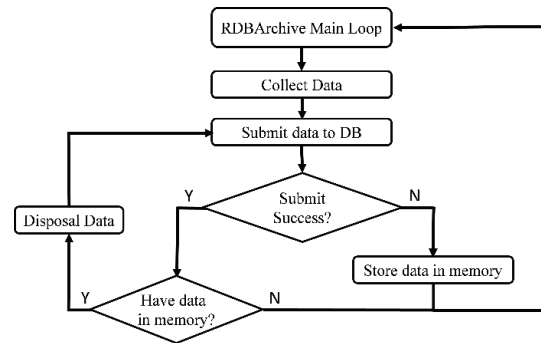 RDBArchive Main Loop
Collect Data
Submit data to DB
Y
Submit
Success?
N
Disposal Data
Store data in memory
Y
Have data
in memory?
N